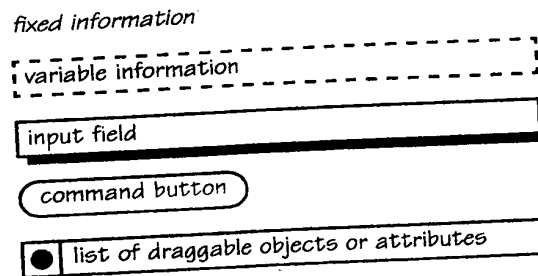 fixed information
variable information
input field
command button
list of draggable objects or attributes